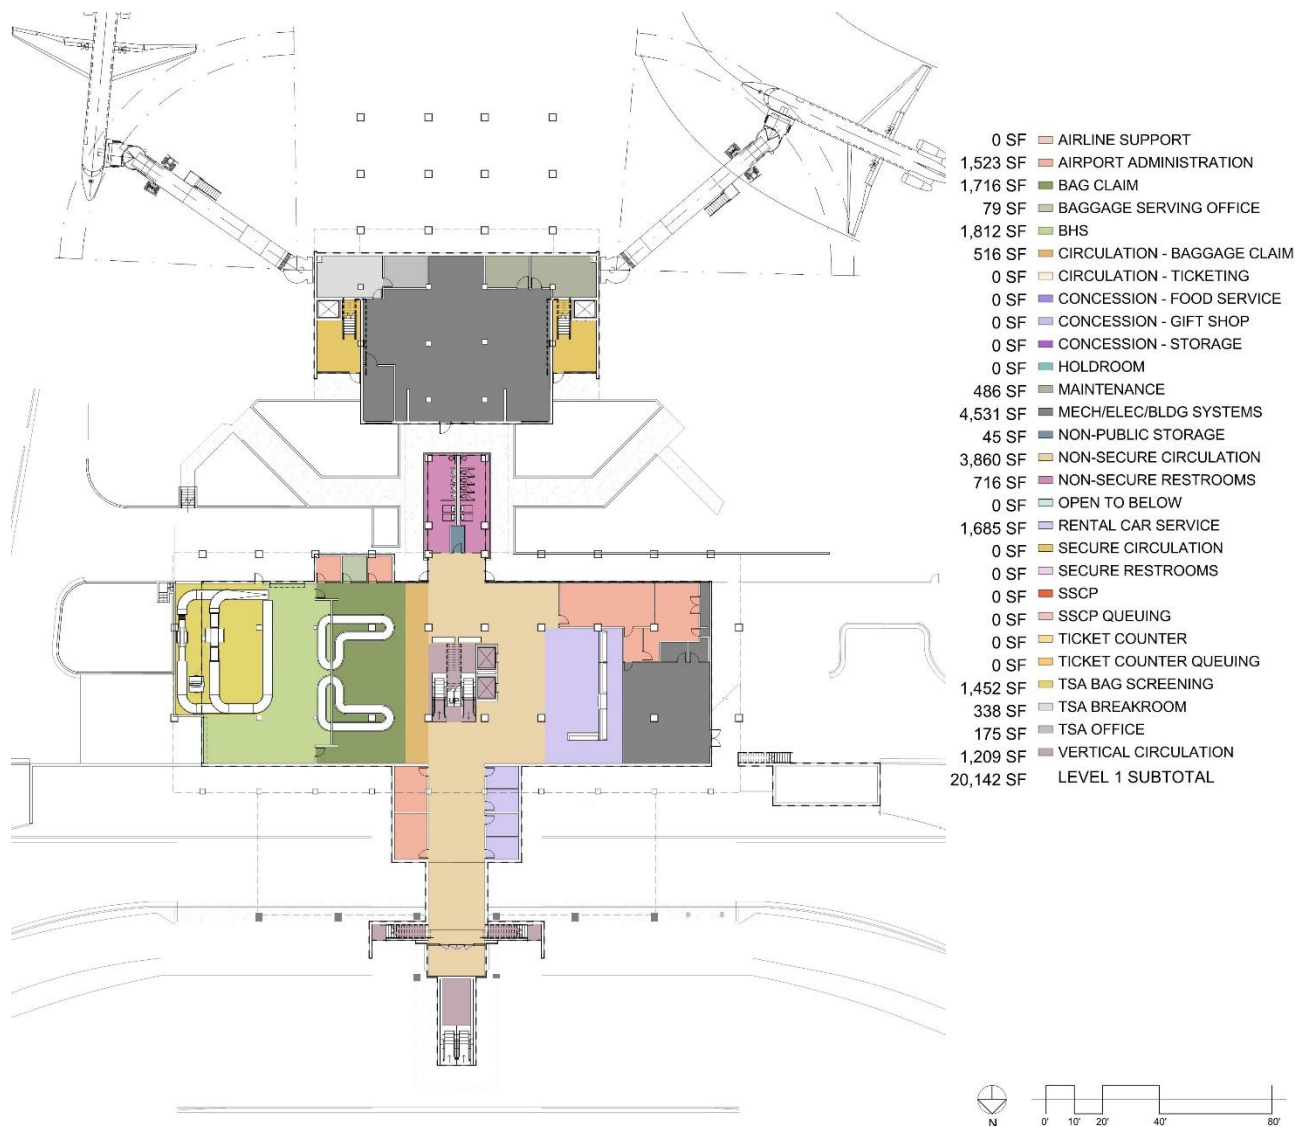 0 SF AIRLINE SUPPORT
1,523 SF AIRPORT ADMINISTRATION
1,716 SF BAG CLAIM
79 SF BAGGAGE SERVING OFFICE
1,812 SF BHS
516 SF CIRCULATION - BAGGAGE CLAIM
0 SF CIRCULATION - TICKETING
0 SF CONCESSION - FOOD SERVICE
0 SF CONCESSION - GIFT SHOP
0 SF CONCESSION - STORAGE
0 SF HOLDROOM
486 SF MAINTENANCE
4,531 SF MECH/ELEC/BLDG SYSTEMS
45 SF NON-PUBLIC STORAGE
3,860 SF NON-SECURE CIRCULATION
716 SF NON-SECURE RESTROOMS
0 SF OPEN TO BELOW
1,685 SF RENTAL CAR SERVICE
0 SF SECURE CIRCULATION
0 SF SECURE RESTROOMS
0 SF SSCP
0 SF SSCP QUEUING
0 SF TICKET COUNTER
0 SF TICKET COUNTER QUEUING
1,452 SF TSA BAG SCREENING
338 SF TSA BREAKROOM
175 SF TSA OFFICE
1,209 SF VERTICAL CIRCULATION
20,142 SF LEVEL 1 SUBTOTAL
N 0' 10' 20' 40' 80'